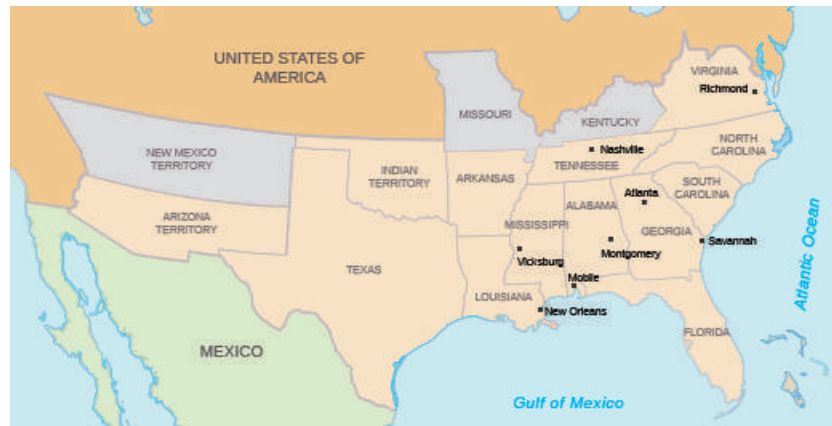 UNITED STATES OF
AMERICA
VIRGINIA
Richmond
MISSOURI
KENTUCKY
NEW MEXICO
TERRITORY
NORTH
CAROLINA
Nashville
TENNESSEE
INDIAN
TERRITORY
ARKANSAS
SOUTH
CAROLINA
Atlanta
ALABAMA
ARIZONA
TERRITORY
MISSISSIPPI
GEORGIA
Savannah
Atlantic Ocean
Montgomery
Vicksburg
TEXAS
Mobile
LOUISIANA
New Orleans
FLORIDA
MEXICO
Gulf of Mexico